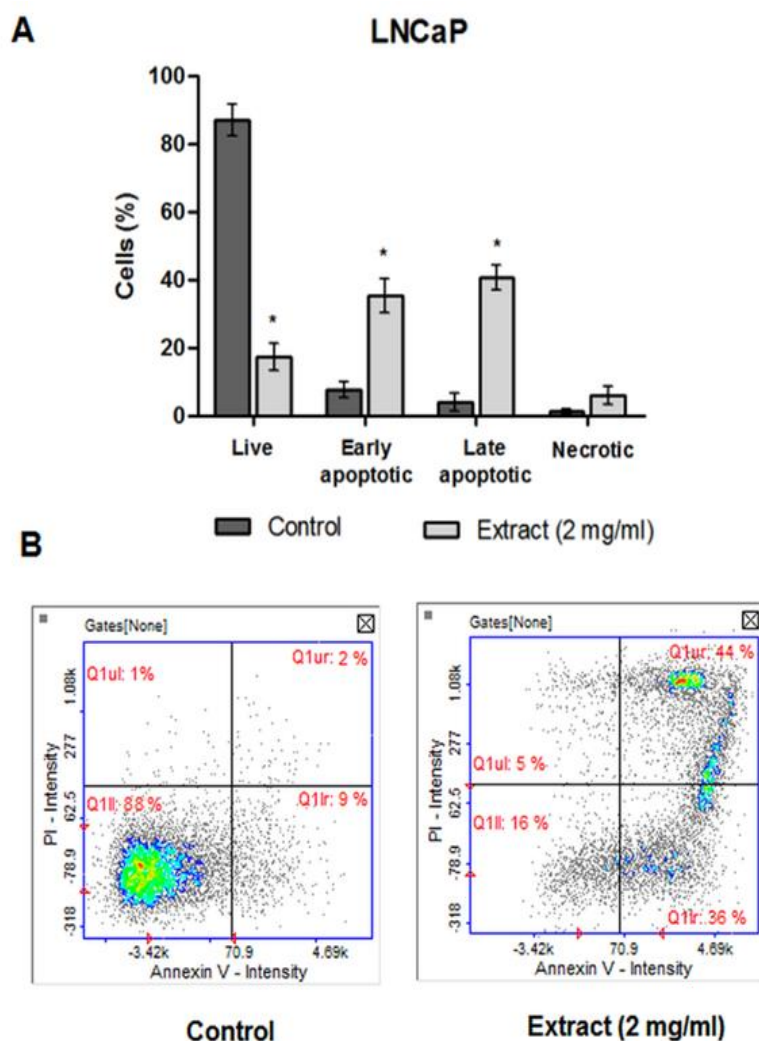 A
LNCaP
Cells (%)
100
80
60
40
20
0
*
*
*
Live
Early
apoptotic
Late
apoptotic
Necrotic
Control
Extract (2 mg/ml)
B
Gates[None]
Q1ul: 1%
Q1ur: 2 %
Q1ll: 88 %
Q1lr: 9 %
PI - Intensity
1.08k
277
62.5
-78.9
-318
-3.42k
70.9
4.69k
Annexin V - Intensity
Control
Gates[None]
Q1ur: 44 %
Q1ul: 5 %
Q1ll: 16 %
Q1lr: 36 %
PI - Intensity
1.08k
277
62.5
-78.9
-318
-3.42k
70.9
4.69k
Annexin V - Intensity
Extract (2 mg/ml)